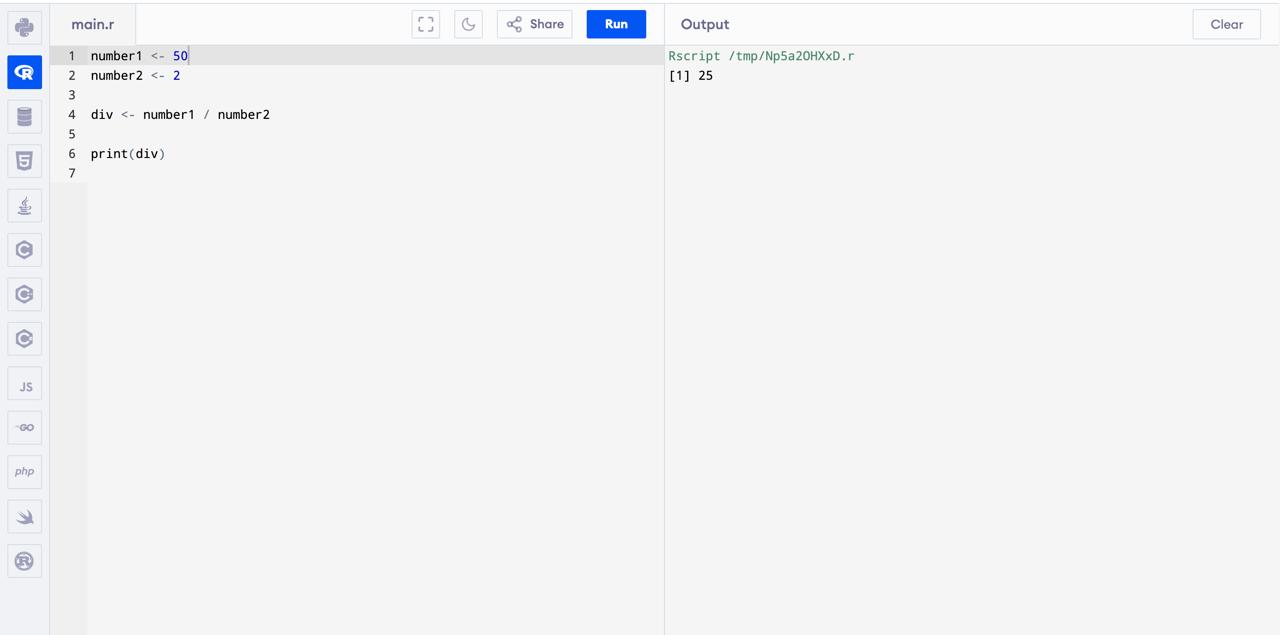 main.r
Share
Run
Output
Clear
1 number1 <- 50
2 number2 <- 2
3
4 div <- number1 / number2
5
6 print(div)
7
Rscript /tmp/Np5a2OHXxD.r
[1] 25
R
5
C
C
C
JS
GO
php
R